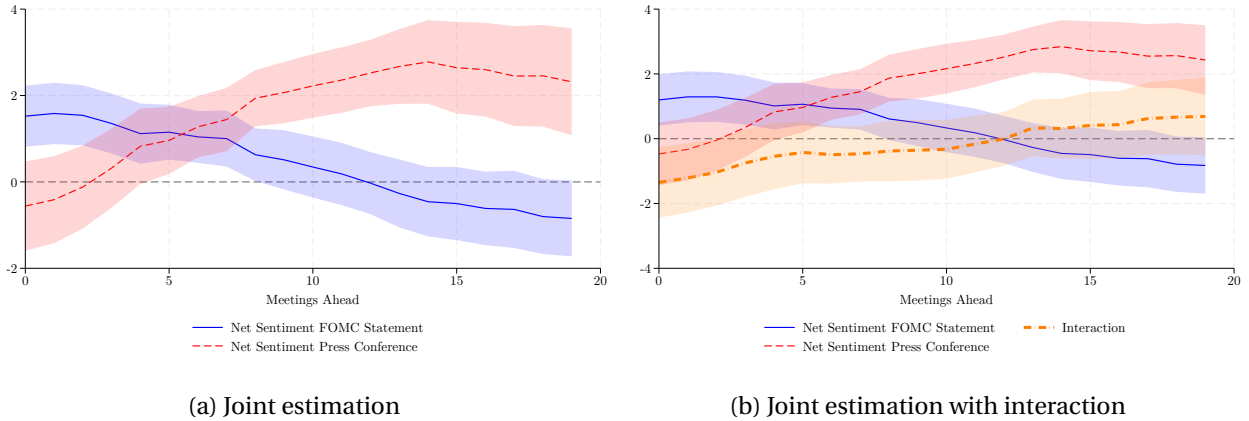 4
2
0
-2
0
5
10
15
20
Meetings Ahead
Net Sentiment FOMC Statement
Net Sentiment Press Conference
(a) Joint estimation
4
2
0
-2
-4
0
5
10
15
20
Meetings Ahead
Net Sentiment FOMC Statement
Interaction
Net Sentiment Press Conference
(b) Joint estimation with interaction